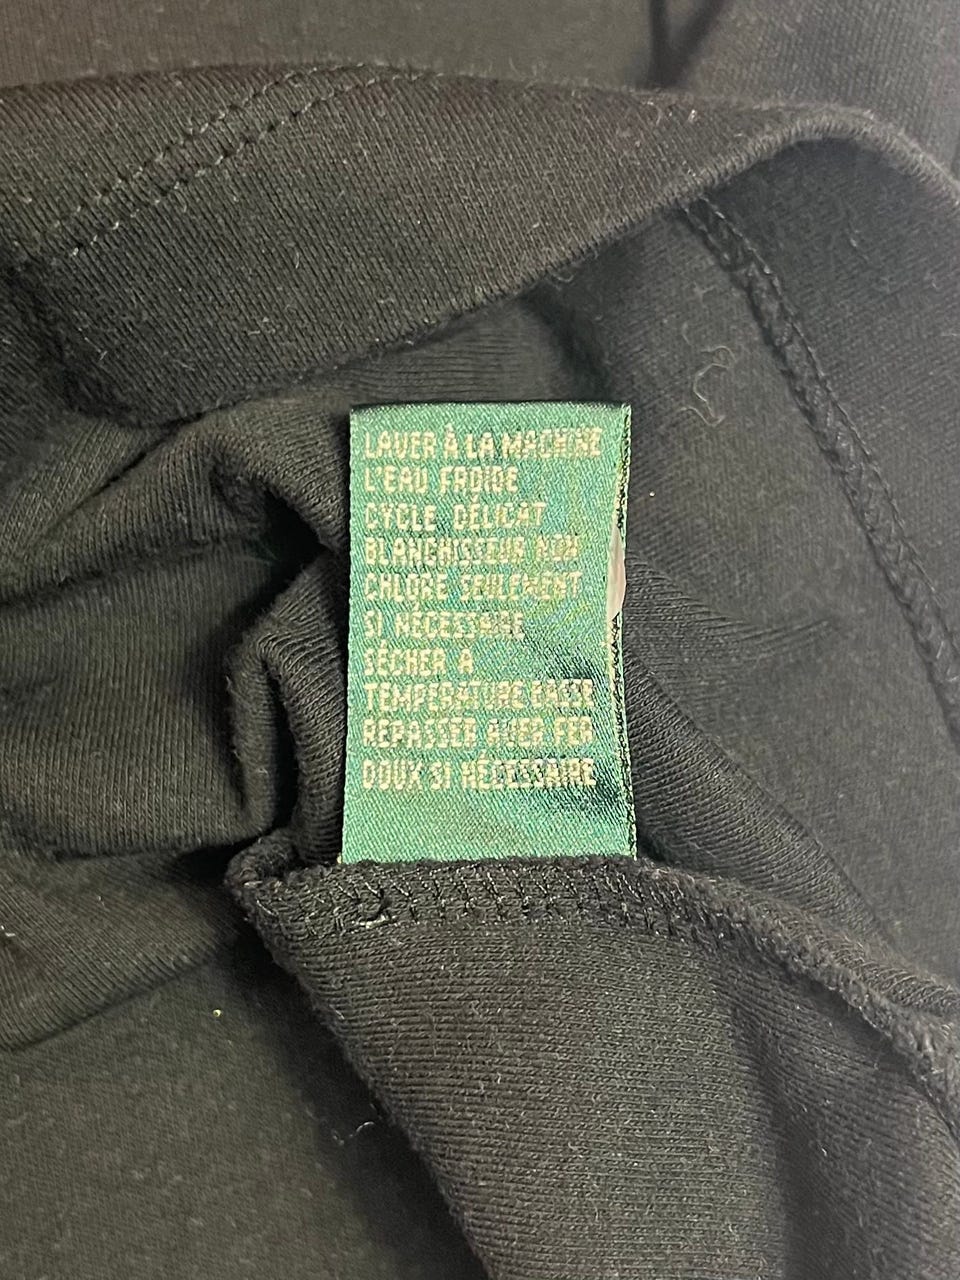 LAVER À LA MACHINE
L'EAU FROIDE
CYCLE DÉLICAT
BLANCHISSEUR NON
CHLORE SEULEMENT
SI NÉCESSAIRE
SÉCHER À
TEMPERATURE BASSE
REPASSER AVEC FER
DOUX SI NÉCESSAIRE